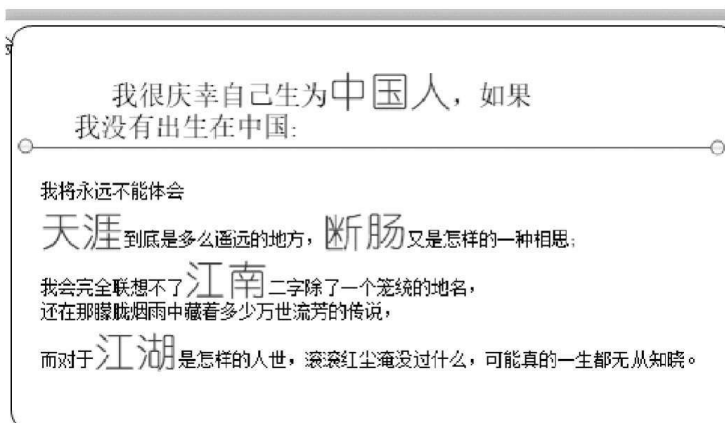 我很庆幸自己生为中国人，如果
我没有出生在中国:
我将永远不能体会
天涯到底是多么遥远的地方，断肠又是怎样的一种相思；
我会完全联想不了江南二字除了一个笼统的地名，
还在那朦胧烟雨中藏着多少万世流芳的传说，
而对于江湖是怎样的人世，滚滚红尘淹没过什么，可能真的一生都无从知晓。